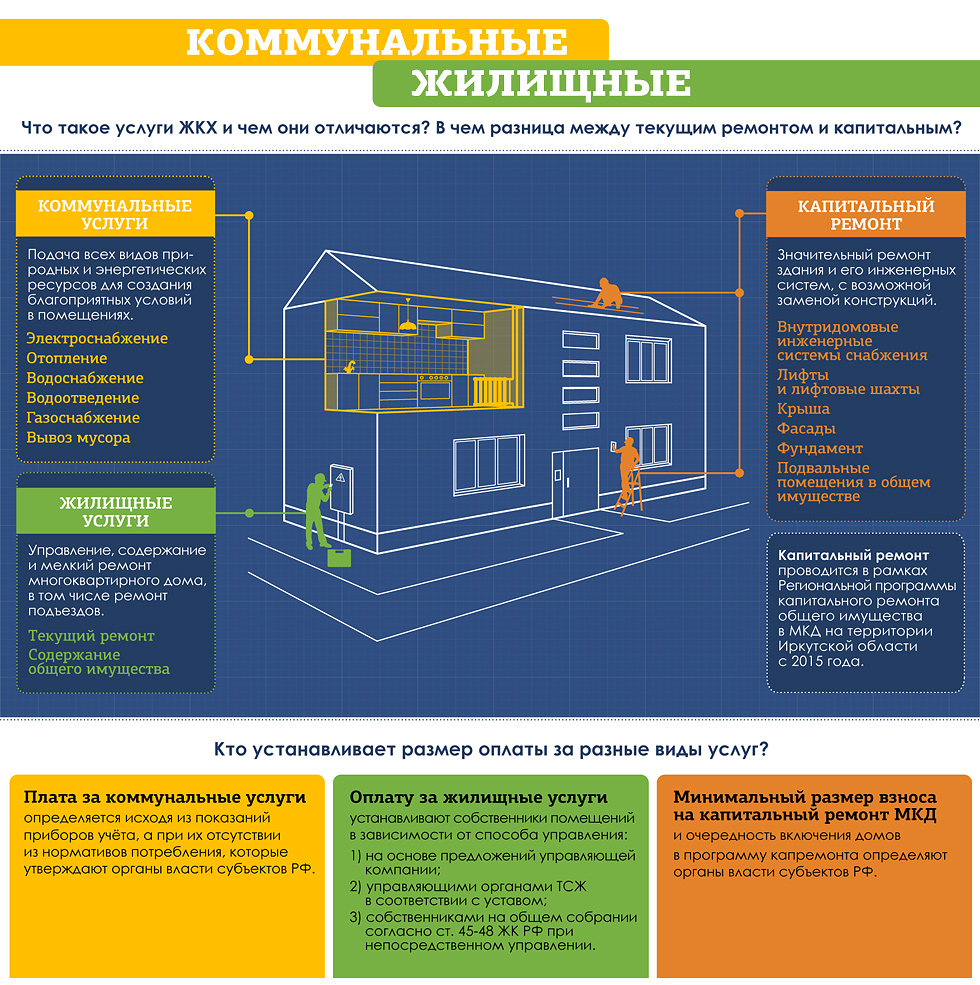 КОММУНАЛЬНЫЕ
ЖИЛИЩНЫЕ
Что такое услуги ЖКХ и чем они отличаются? В чем разница между текущим ремонтом и капитальным?
КОММУНАЛЬНЫЕ
УСЛУГИ
Подача всех видов при-
родных и энергетических
ресурсов для создания
благоприятных условий
в помещениях.
Электроснабжение
Отопление
Водоснабжение
Водоотведение
Газоснабжение
Вывоз мусора
ЖИЛИЩНЫЕ
УСЛУГИ
Управление, содержание
и мелкий ремонт
многоквартирного дома,
в том числе ремонт
подъездов.
Текущий ремонт
Содержание
общего имущества
КАПИТАЛЬНЫЙ
РЕМОНТ
Значительный ремонт
здания и его инженерных
систем, с возможной
заменой конструкций.
Внутридомовые
инженерные
системы снабжения
Лифты
и лифтовые шахты
Крыша
Фасады
Фундамент
Подвальные
помещения в общем
имуществе
Капитальный ремонт
проводится в рамках
Региональной программы
капитального ремонта
общего имущества
в МКД на территории
Иркутской области
с 2015 года.
Кто устанавливает размер оплаты за разные виды услуг?
Плата за коммунальные услуги
определяется исходя из показаний
приборов учёта, а при их отсутствии
из нормативов потребления, которые
утверждают органы власти субъектов РФ.
Оплату за жилищные услуги
устанавливают собственники помещений
в зависимости от способа управления:
1) на основе предложений управляющей
компании;
2) управляющими органами ТСЖ
в соответствии с уставом;
3) собственниками на общем собрании
согласно ст. 45-48 ЖК РФ при
непосредственном управлении.
Минимальный размер взноса
на капитальный ремонт МКД
и очередность включения домов
в программу капремонта определяют
органы власти субъектов РФ.